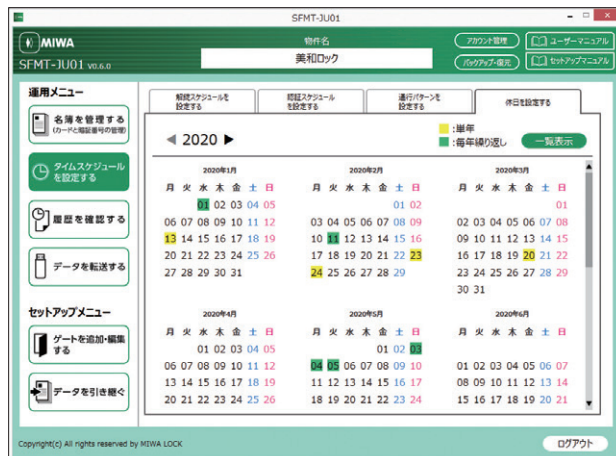 SFMT-JU01
MIWA
SFMT-JU01 V0.6.0
物件名
美和ロック
アカウント管理
ユーザーマニュアル
バックアップ・復元
セットアップマニュアル
運用メニュー
名簿を管理する
(カードと暗証番号の管理)
タイムスケジュール
を設定する
履歴を確認する
データを転送する
セットアップメニュー
ゲートを追加・編集
する
データを引き継ぐ
解錠スケジュールを
設定する
認証スケジュール
を設定する
通行パターンを
設定する
休日を設定する
◀ 2020 ▶
:単年
:毎年繰り返し
一覧表示
2020年1月
月 火 水 木 金 土 日
01 02 03 04 05
06 07 08 09 10 11 12
13 14 15 16 17 18 19
20 21 22 23 24 25 26
27 28 29 30 31
2020年2月
月 火 水 木 金 土 日
01 02
03 04 05 06 07 08 09
10 11 12 13 14 15 16
17 18 19 20 21 22 23
24 25 26 27 28 29
2020年3月
月 火 水 木 金 土 日
01
02 03 04 05 06 07 08
09 10 11 12 13 14 15
16 17 18 19 20 21 22
23 24 25 26 27 28 29
30 31
2020年4月
月 火 水 木 金 土 日
01 02 03 04 05
06 07 08 09 10 11 12
13 14 15 16 17 18 19
20 21 22 23 24 25 26
2020年5月
月 火 水 木 金 土 日
01 02 03
04 05 06 07 08 09 10
11 12 13 14 15 16 17
18 19 20 21 22 23 24
2020年6月
月 火 水 木 金 土 日
01 02 03 04 05 06 07
08 09 10 11 12 13 14
15 16 17 18 19 20 21
Copyright(c) All rights reserved by MIWA LOCK
ログアウト